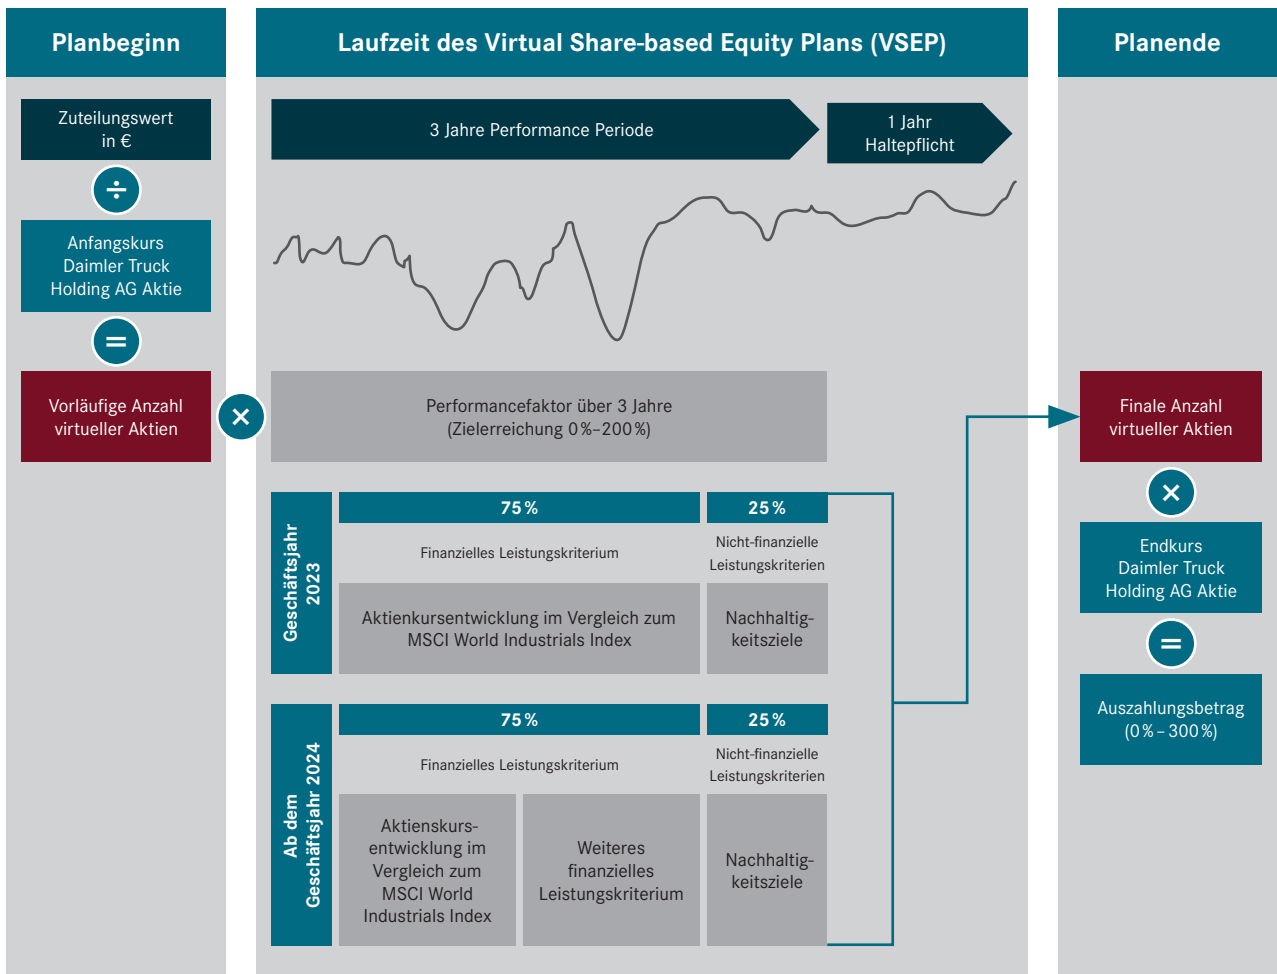 Planbeginn
Zuteilungswert
in €
÷
Anfangskurs
Daimler Truck
Holding AG Aktie
=
Vorläufige Anzahl
virtueller Aktien
×
Laufzeit des Virtual Share-based Equity Plans (VSEP)
3 Jahre Performance Periode
1 Jahr
Haltepflicht
Performancefaktor über 3 Jahre
(Zielerreichung 0 %–200 %)
Geschäftsjahr
2023
75 %
25 %
Finanzielles Leistungskriterium
Nicht-finanzielle
Leistungskriterien
Aktienkursentwicklung im Vergleich zum
MSCI World Industrials Index
Nachhaltig-
keitsziele
Ab dem
Geschäftsjahr 2024
75 %
25 %
Finanzielles Leistungskriterium
Nicht-finanzielle
Leistungskriterien
Aktienskurs-
entwicklung im
Vergleich zum
MSCI World
Industrials Index
Weiteres
finanzielles
Leistungskriterium
Nachhaltig-
keitsziele
Planende
Finale Anzahl
virtueller Aktien
×
Endkurs
Daimler Truck
Holding AG Aktie
=
Auszahlungsbetrag
(0 % – 300 %)